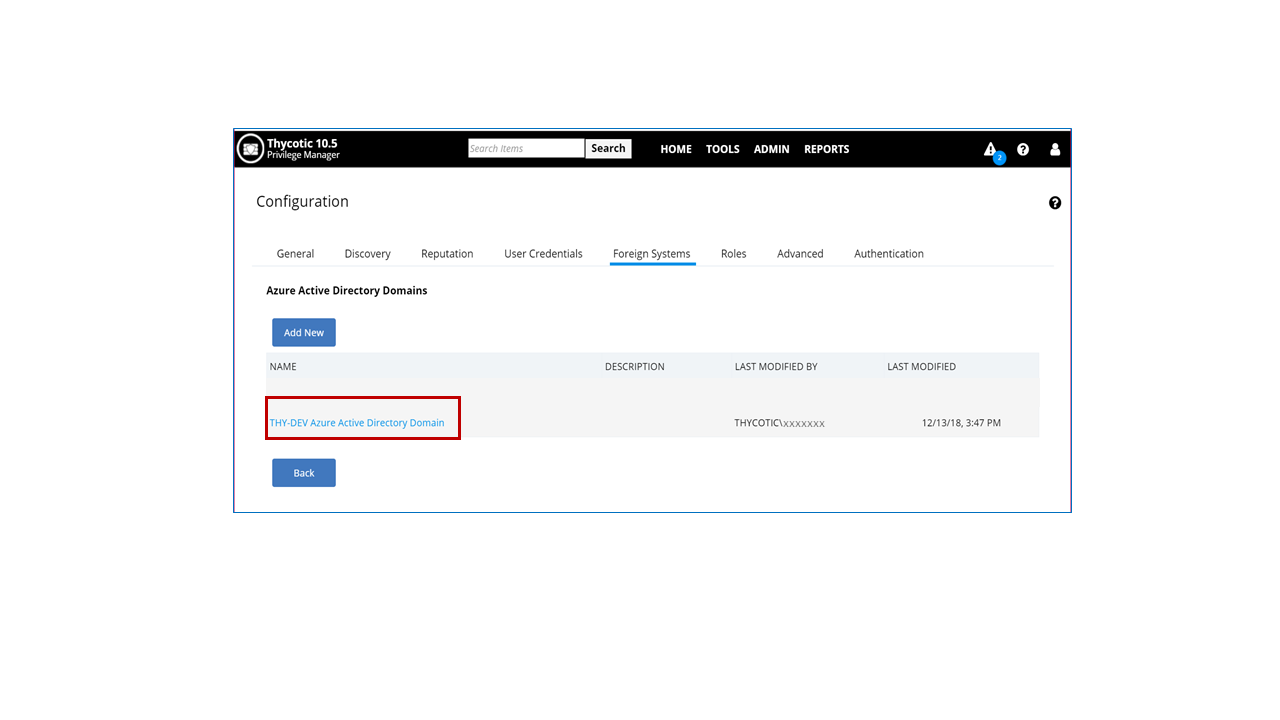 Thycotic 10.5
Privilege Manager
Search Items Search HOME TOOLS ADMIN REPORTS 2 ?
Configuration ?
General Discovery Reputation User Credentials Foreign Systems Roles Advanced Authentication
Azure Active Directory Domains
Add New
NAME DESCRIPTION LAST MODIFIED BY LAST MODIFIED
THY-DEV Azure Active Directory Domain THYCOTIC\xxxxxxx 12/13/18, 3:47 PM
Back